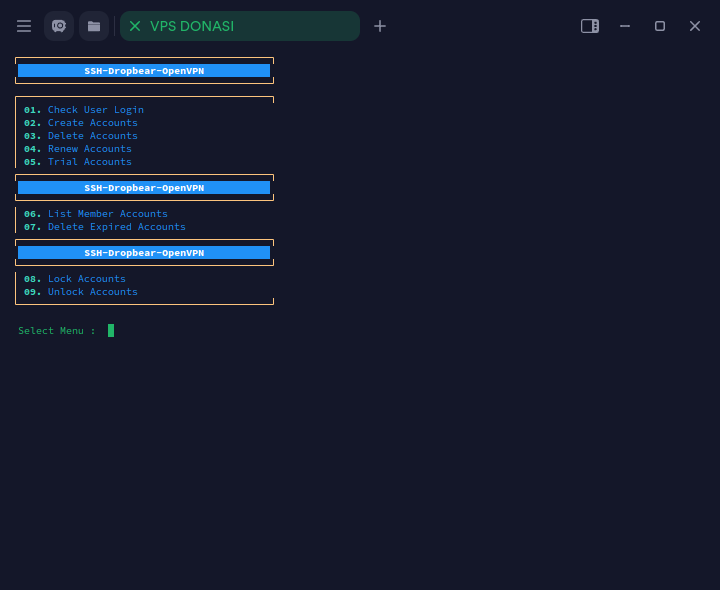 VPS DONASI
SSH-Dropbear-OpenVPN
01. Check User Login
02. Create Accounts
03. Delete Accounts
04. Renew Accounts
05. Trial Accounts
SSH-Dropbear-OpenVPN
06. List Member Accounts
07. Delete Expired Accounts
SSH-Dropbear-OpenVPN
08. Lock Accounts
09. Unlock Accounts
Select Menu :